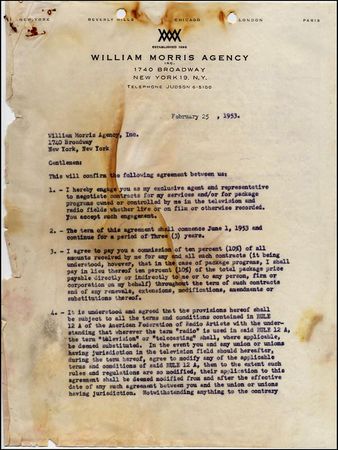 NEW YORK BEVERLY HILLS CHICAGO LONDON PARIS
ESTABLISHED 1898
WILLIAM MORRIS AGENCY
INC.
1740 BROADWAY
NEW YORK 19, N.Y.
TELEPHONE JUDSON 6-5100
February 25 , 1953.
William Morris Agency, Inc.
1740 Broadway
New York, New York
Gentlemen:
This will confirm the following agreement between us:
1. - I hereby engage you as my exclusive agent and representative
to negotiate contracts for my services and/or for package
programs owned or controlled by me in the television and
radio fields whether live or on film or otherwise recorded.
You accept such engagement.
2. - The term of this agreement shall commence June 1, 1953 and
continue for a period of Three (3) years.
3. - I agree to pay you a commission of ten percent (10%) of all
amounts received by me for any and all such contracts (it being
understood, however, that in the case of package programs, I shall
pay in lieu thereof ten percent (10%) of the total package price
payable directly or indirectly to me or to any person, firm or
corporation on my behalf) throughout the term of such contracts
and of any renewals, extensions, modifications, amendments or
substitutions thereof.
4. - It is understood and agreed that the provisions hereof shall
be subject to all the terms and conditions contained in RULE
12 A of the American Federation of Radio Artists with the under-
standing that wherever the term "radio" is used in said RULE 12 A,
the term "television" or "telecasting" shall, where applicable,
be deemed substituted. In the event you and any union or unions
having jurisdiction in the television field should hereafter,
during the term hereof, agree to modify any of the applicable
terms and conditions of said RULE 12 A, then to the extent such
rules and regulations are so modified, their application to this
agreement shall be deemed modified from and after the effective
date of any such agreement between you and the union or unions
having jurisdiction. Notwithstanding anything to the contrary